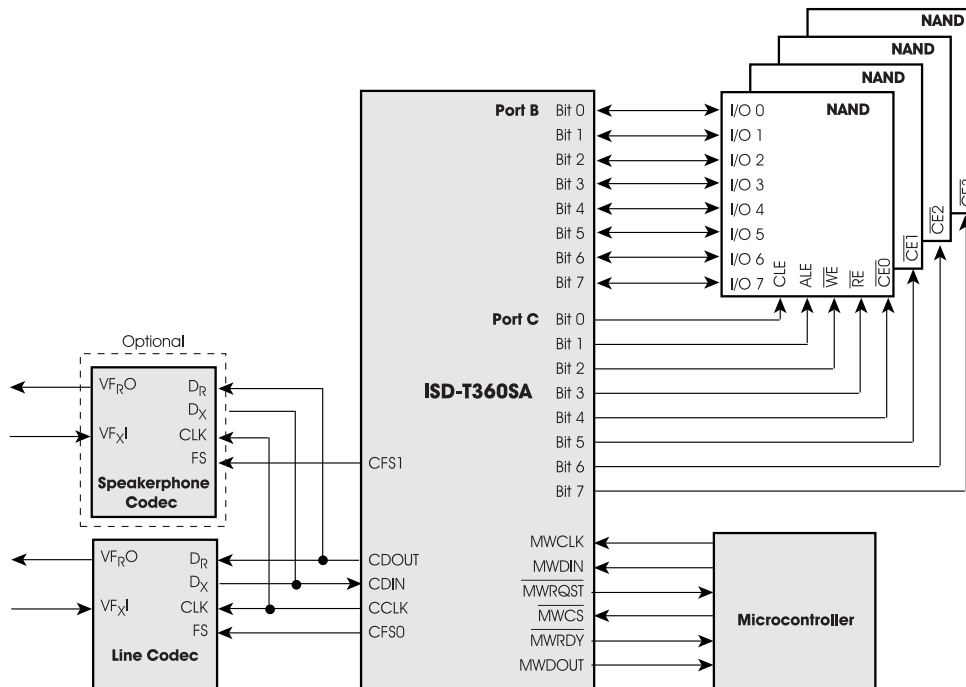 NAND
NAND
NAND
NAND
Port B
Bit 0
Bit 1
Bit 2
Bit 3
Bit 4
Bit 5
Bit 6
Bit 7
I/O 0
I/O 1
I/O 2
I/O 3
I/O 4
I/O 5
I/O 6
I/O 7
CLE
ALE
WE
RE
CE0
CE1
CE2
CE3
Port C
Bit 0
Bit 1
Bit 2
Bit 3
Bit 4
Bit 5
Bit 6
Bit 7
ISD-T360SA
Optional
VFRO
VFXI
DR
DX
CLK
FS
Speakerphone
Codec
CFS1
VFRO
VFXI
DR
DX
CLK
FS
Line Codec
CDOUT
CDIN
CCLK
CFS0
MWCLK
MWDIN
MWRQST
MWCS
MWRDY
MWDOUT
Microcontroller